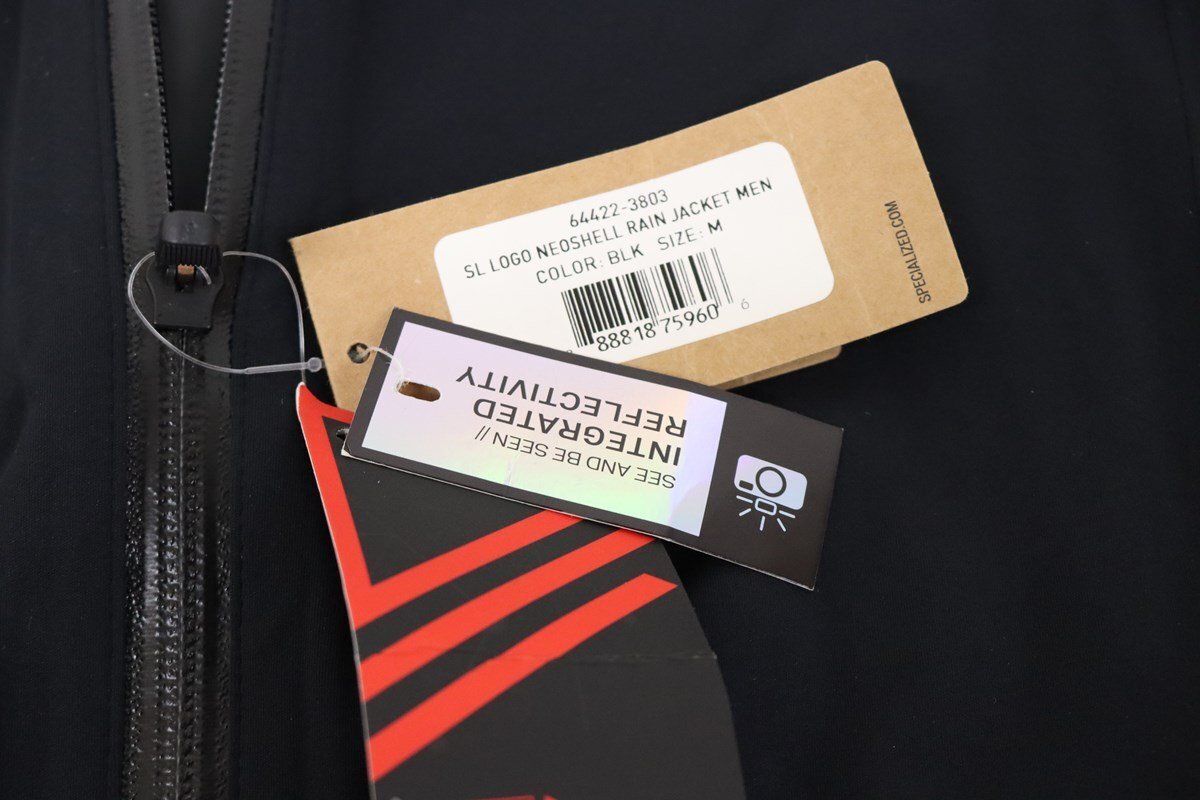 64422-3803
SL LOGO NEOSHELL RAIN JACKET MEN
COLOR: BLK SIZE: M
88818 75960 6
SPECIALIZED.COM
SEE AND BE SEEN //
INTEGRATED
REFLECTIVITY